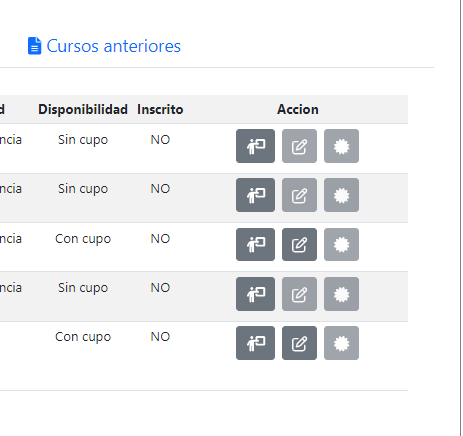 Cursos anteriores
d Disponibilidad Inscrito Accion
ncia Sin cupo NO
ncia Sin cupo NO
ncia Con cupo NO
ncia Sin cupo NO
Con cupo NO